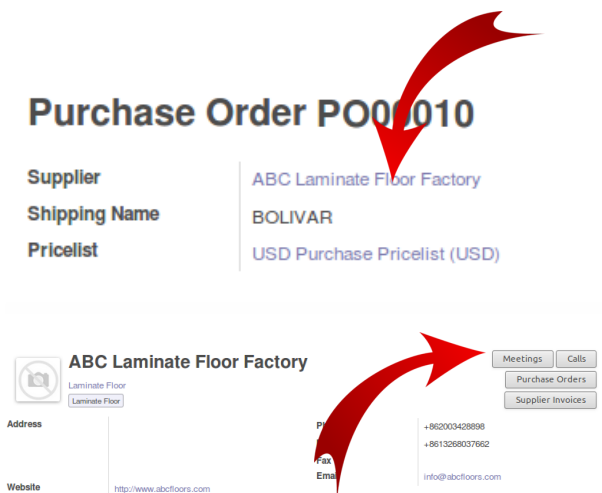 Purchase Order PO00010
Supplier ABC Laminate Floor Factory
Shipping Name BOLIVAR
Pricelist USD Purchase Pricelist (USD)
ABC Laminate Floor Factory
Meetings Calls
Laminate Floor
Purchase Orders
Laminate Floor
Supplier Invoices
Address
+862003428898
+8613268037662
Fax
Email info@abcfloors.com
Website http://www.abcfloors.com